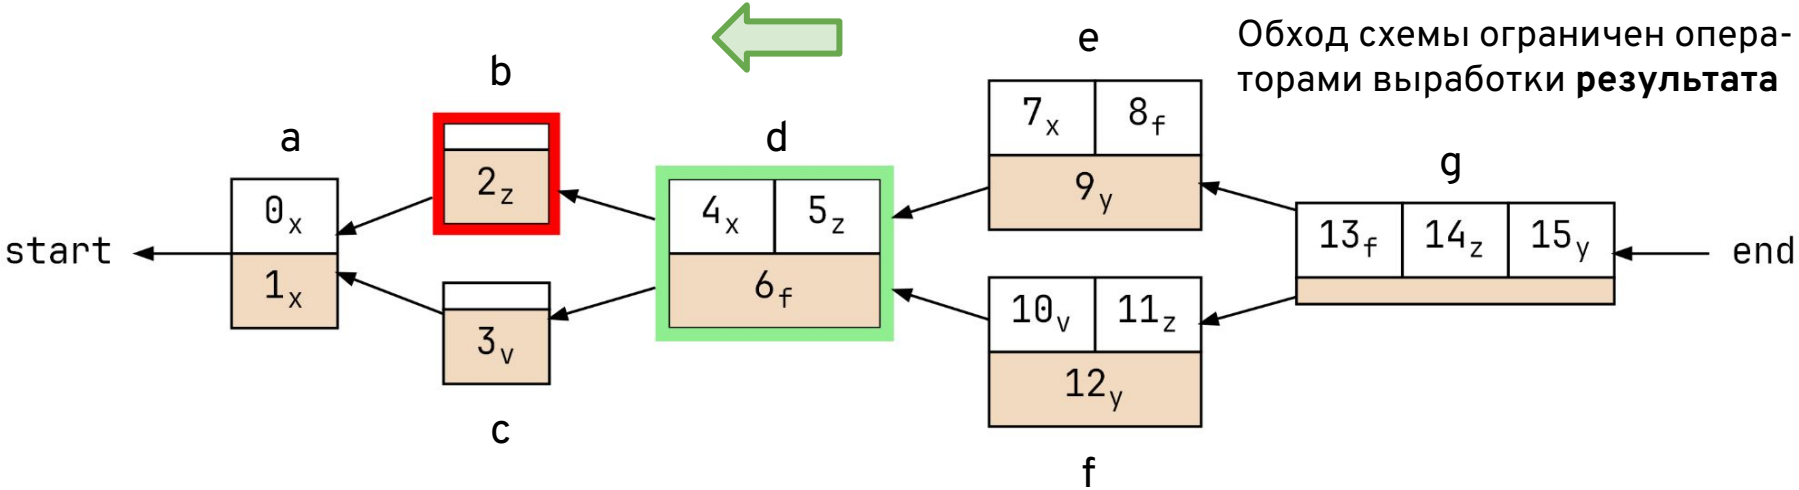 Обход схемы ограничен опера-
торами выработки результата
e
b
7x 8f
a
d
g
9y
2z
0x
4x 5z
13f 14z 15y
start
end
1x
6f
10v 11z
3v
12y
c
f